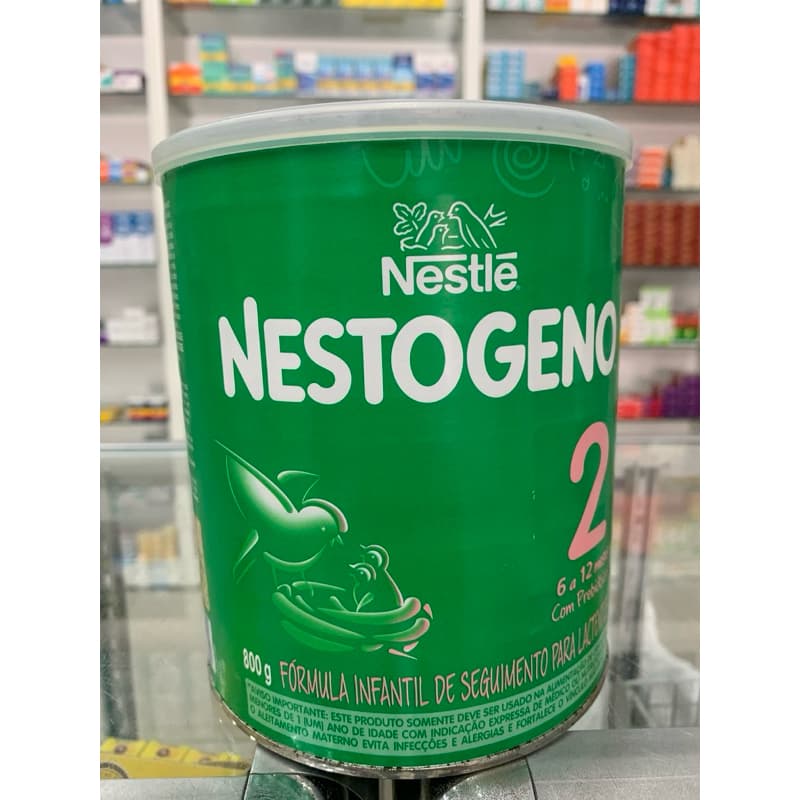 Nestlé
NESTOGENO
2
6 a 12
Com
800 g FÓRMULA INFANTIL DE SEGUIMENTO PARA
AVISO IMPORTANTE: ESTE PRODUTO SOMENTE DEVE SER USADO NA ALIMENTAÇÃO
MENORES DE 1 (UM) ANO DE IDADE COM INDICAÇÃO EXPRESSA DE MÉDICO OU
O ALEITAMENTO MATERNO EVITA INFECÇÕES E ALERGIAS E FORTALECE O